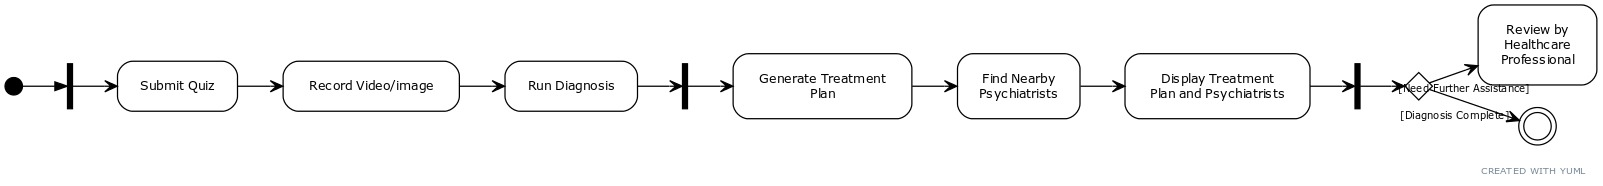 Submit Quiz
Record Video/image
Run Diagnosis
Generate Treatment
Plan
Find Nearby
Psychiatrists
Display Treatment
Plan and Psychiatrists
[Need Further Assistance]
[Diagnosis Complete]
Review by
Healthcare
Professional
CREATED WITH YUML